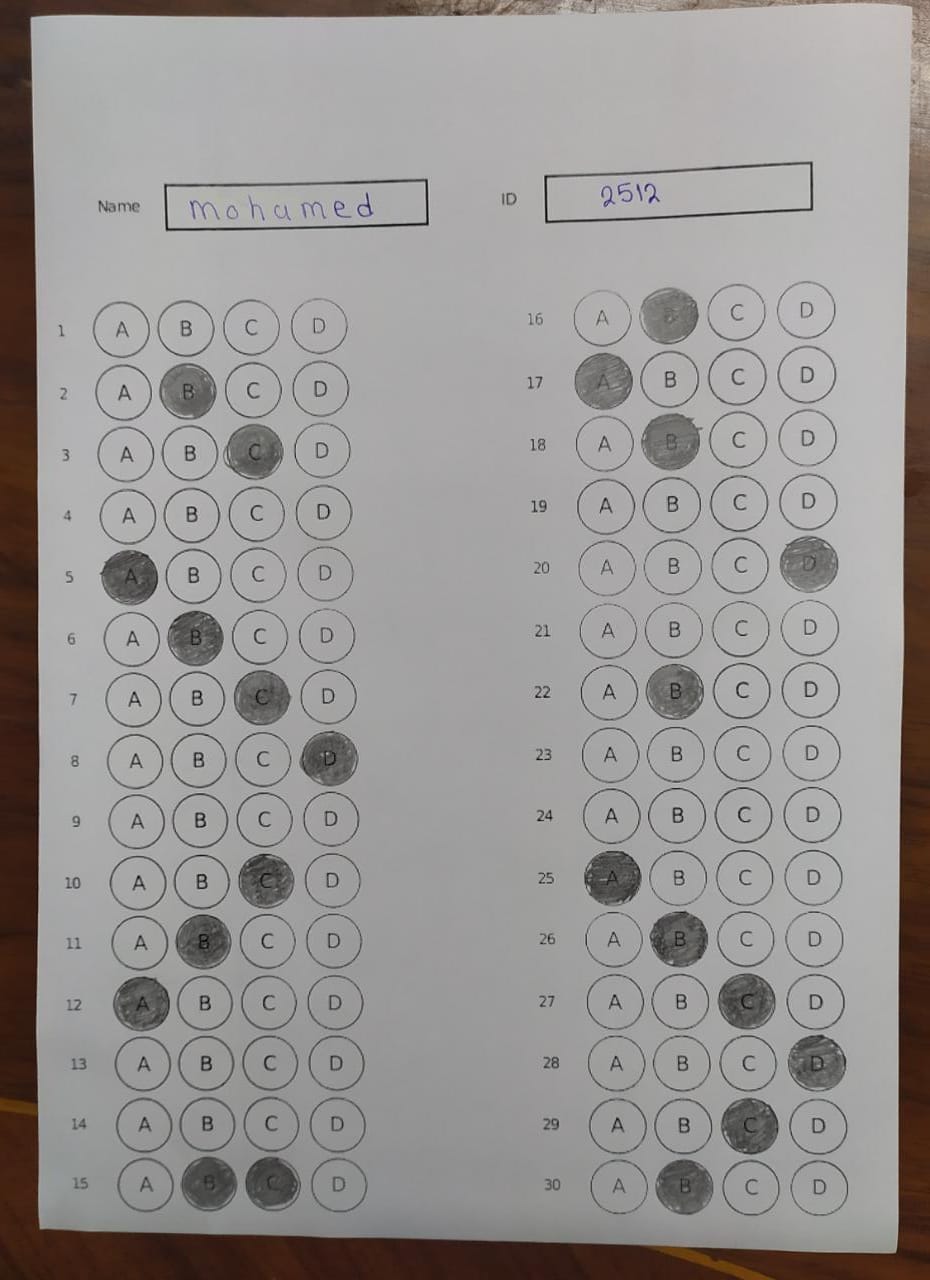 Name mohamed ID 2512
1 A B C D
2 A B C D
3 A B C D
4 A B C D
5 A B C D
6 A B C D
7 A B C D
8 A B C D
9 A B C D
10 A B C D
11 A B C D
12 A B C D
13 A B C D
14 A B C D
15 A B C D
16 A B C D
17 A B C D
18 A B C D
19 A B C D
20 A B C D
21 A B C D
22 A B C D
23 A B C D
24 A B C D
25 A B C D
26 A B C D
27 A B C D
28 A B C D
29 A B C D
30 A B C D